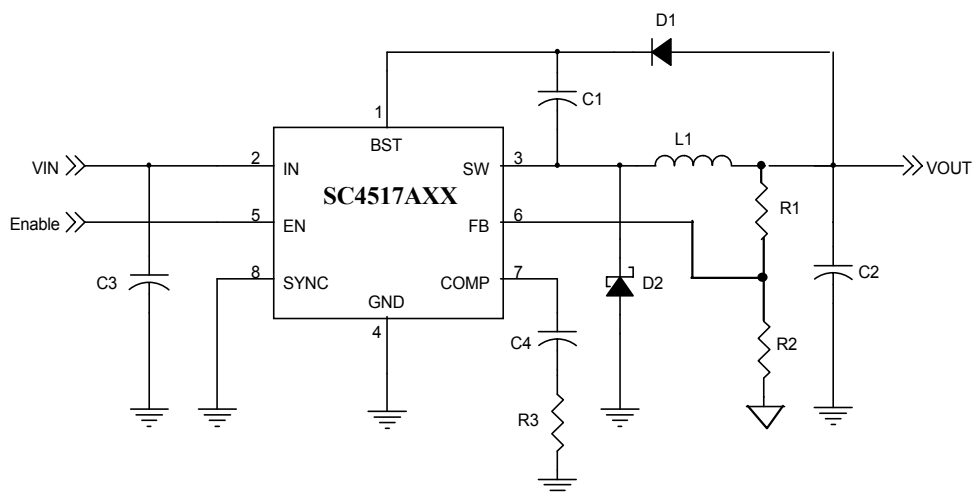 D1
C1
1
BST
L1
VIN
2
IN
SW
3
VOUT
SC4517AXX
R1
Enable
5
EN
FB
6
C3
8
SYNC
COMP
7
D2
C2
GND
4
C4
R2
R3